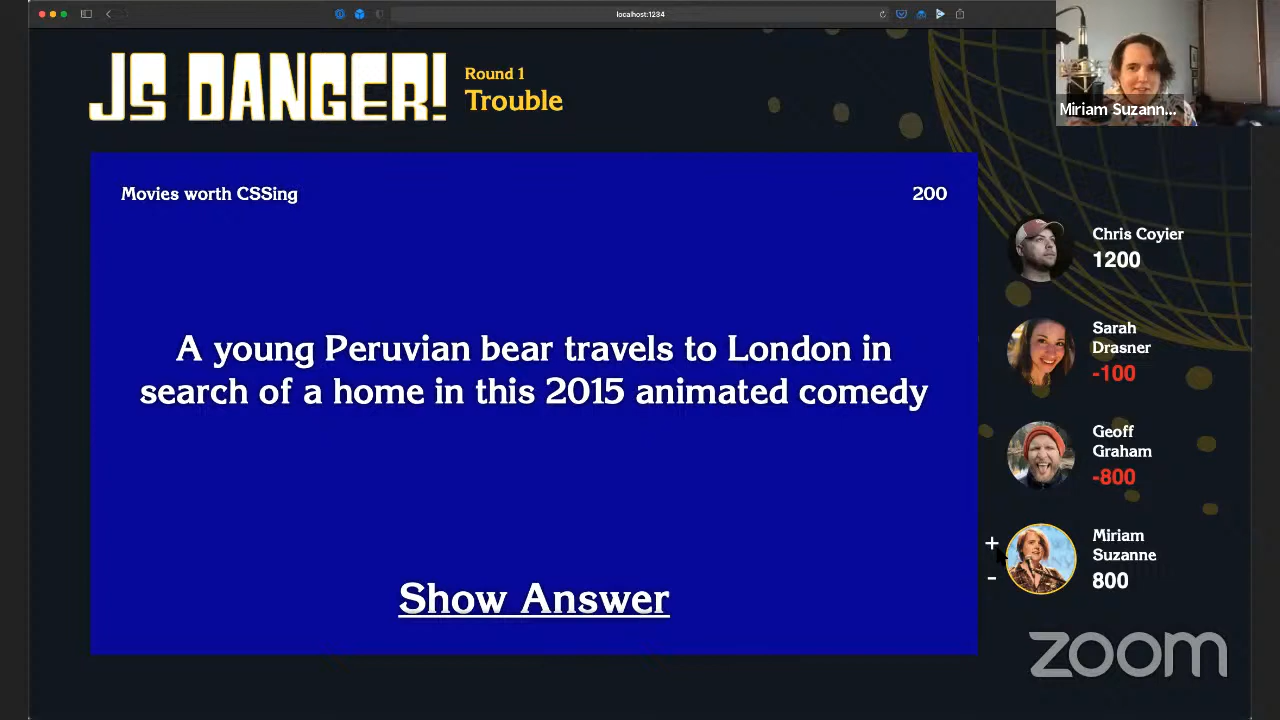 localhost:1234
JS DANGER!
Round 1
Trouble
Miriam Suzann...
Movies worth CSSing
200
A young Peruvian bear travels to London in
search of a home in this 2015 animated comedy
Show Answer
Chris Coyier
1200
Sarah
Drasner
-100
Geoff
Graham
-800
+
-
Miriam
Suzanne
800
zoom